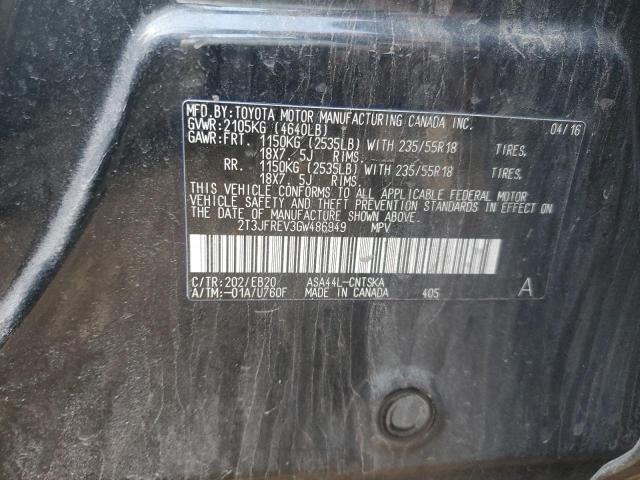 MFD.BY:TOYOTA MOTOR MANUFACTURING CANADA INC. 04/16
GVWR:2105KG (4640LB)
GAWR:FRT. 1150KG (2535LB) WITH 235/55R18 TIRES,
18X7.5J RIMS,
RR. 1150KG (2535LB) WITH 235/55R18 TIRES,
18X7.5J RIMS,
THIS VEHICLE CONFORMS TO ALL APPLICABLE FEDERAL MOTOR
VEHICLE SAFETY AND THEFT PREVENTION STANDARDS IN EFFECT ON
THE DATE OF MANUFACTURE SHOWN ABOVE.
2T3JFREV3GW486949 MPV
C/TR:202/EB20 ASA44L-CNTSKA
A/TM:-01A/U760F MADE IN CANADA 405 A